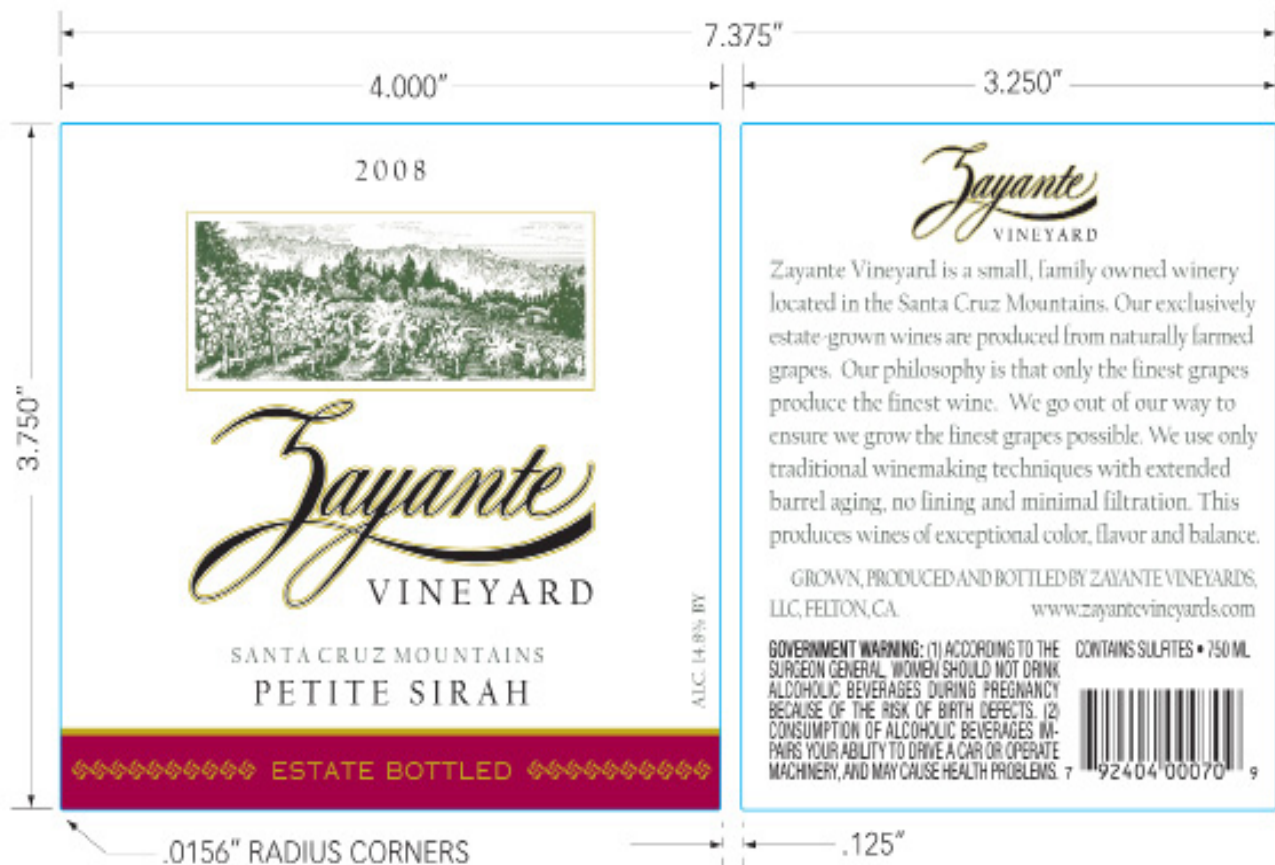 7.375"
4.000"
3.250"
3.750"
2008
Zayante
VINEYARD
SANTA CRUZ MOUNTAINS
PETITE SIRAH
ALC. 14.8% BY
ESTATE BOTTLED
.0156" RADIUS CORNERS
.125"
Zayante
VINEYARD
Zayante Vineyard is a small, family owned winery
located in the Santa Cruz Mountains. Our exclusively
estate-grown wines are produced from naturally farmed
grapes. Our philosophy is that only the finest grapes
produce the finest wine. We go out of our way to
ensure we grow the finest grapes possible. We use only
traditional winemaking techniques with extended
barrel aging, no fining and minimal filtration. This
produces wines of exceptional color, flavor and balance.
GROWN, PRODUCED AND BOTTLED BY ZAYANTE VINEYARDS,
LLC, FELTON, CA. www.zayantevineyards.com
GOVERNMENT WARNING: (1) ACCORDING TO THE
SURGEON GENERAL, WOMEN SHOULD NOT DRINK
ALCOHOLIC BEVERAGES DURING PREGNANCY
BECAUSE OF THE RISK OF BIRTH DEFECTS. (2)
CONSUMPTION OF ALCOHOLIC BEVERAGES IM-
PAIRS YOUR ABILITY TO DRIVE A CAR OR OPERATE
MACHINERY, AND MAY CAUSE HEALTH PROBLEMS.
CONTAINS SULFITES • 750 ML
7 92404 00070 9